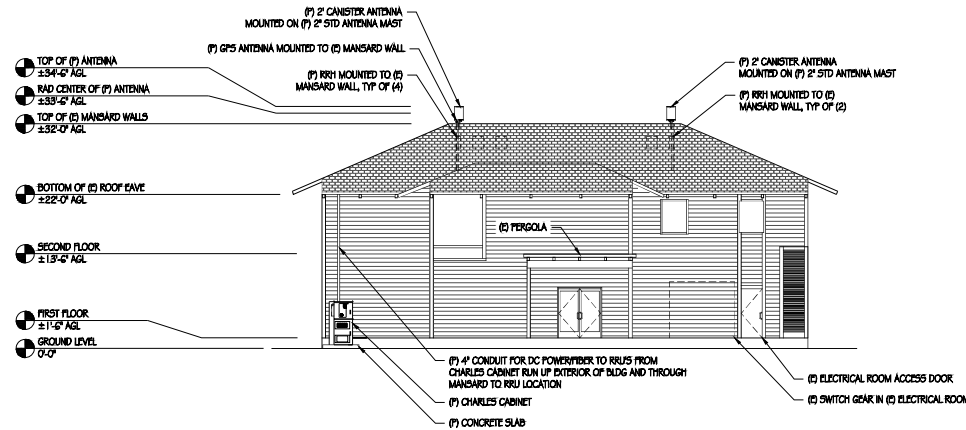 (P) 2' CANISTER ANTENNA
MOUNTED ON (P) 2" STD ANTENNA MAST
(P) GPS ANTENNA MOUNTED TO (E) MANSARD WALL
(P) RRH MOUNTED TO (E)
MANSARD WALL, TYP OF (4)
(P) 2' CANISTER ANTENNA
MOUNTED ON (P) 2" STD ANTENNA MAST
(P) RRH MOUNTED TO (E)
MANSARD WALL, TYP OF (2)
TOP OF (P) ANTENNA
±34'-6" AGL
RAD CENTER OF (P) ANTENNA
±33'-6" AGL
TOP OF (E) MANSARD WALLS
±32'-0" AGL
BOTTOM OF (E) ROOF EAVE
±22'-0" AGL
(E) PERGOLA
SECOND FLOOR
±13'-6" AGL
FIRST FLOOR
±1'-6" AGL
GROUND LEVEL
0'-0"
(P) 4" CONDUIT FOR DC POWER/FIBER TO RRU'S FROM
CHARLES CABINET RUN UP EXTERIOR OF BLDG AND THROUGH
MANSARD TO RRU LOCATION
(P) CHARLES CABINET
(P) CONCRETE SLAB
(E) ELECTRICAL ROOM ACCESS DOOR
(E) SWITCH GEAR IN (E) ELECTRICAL ROOM